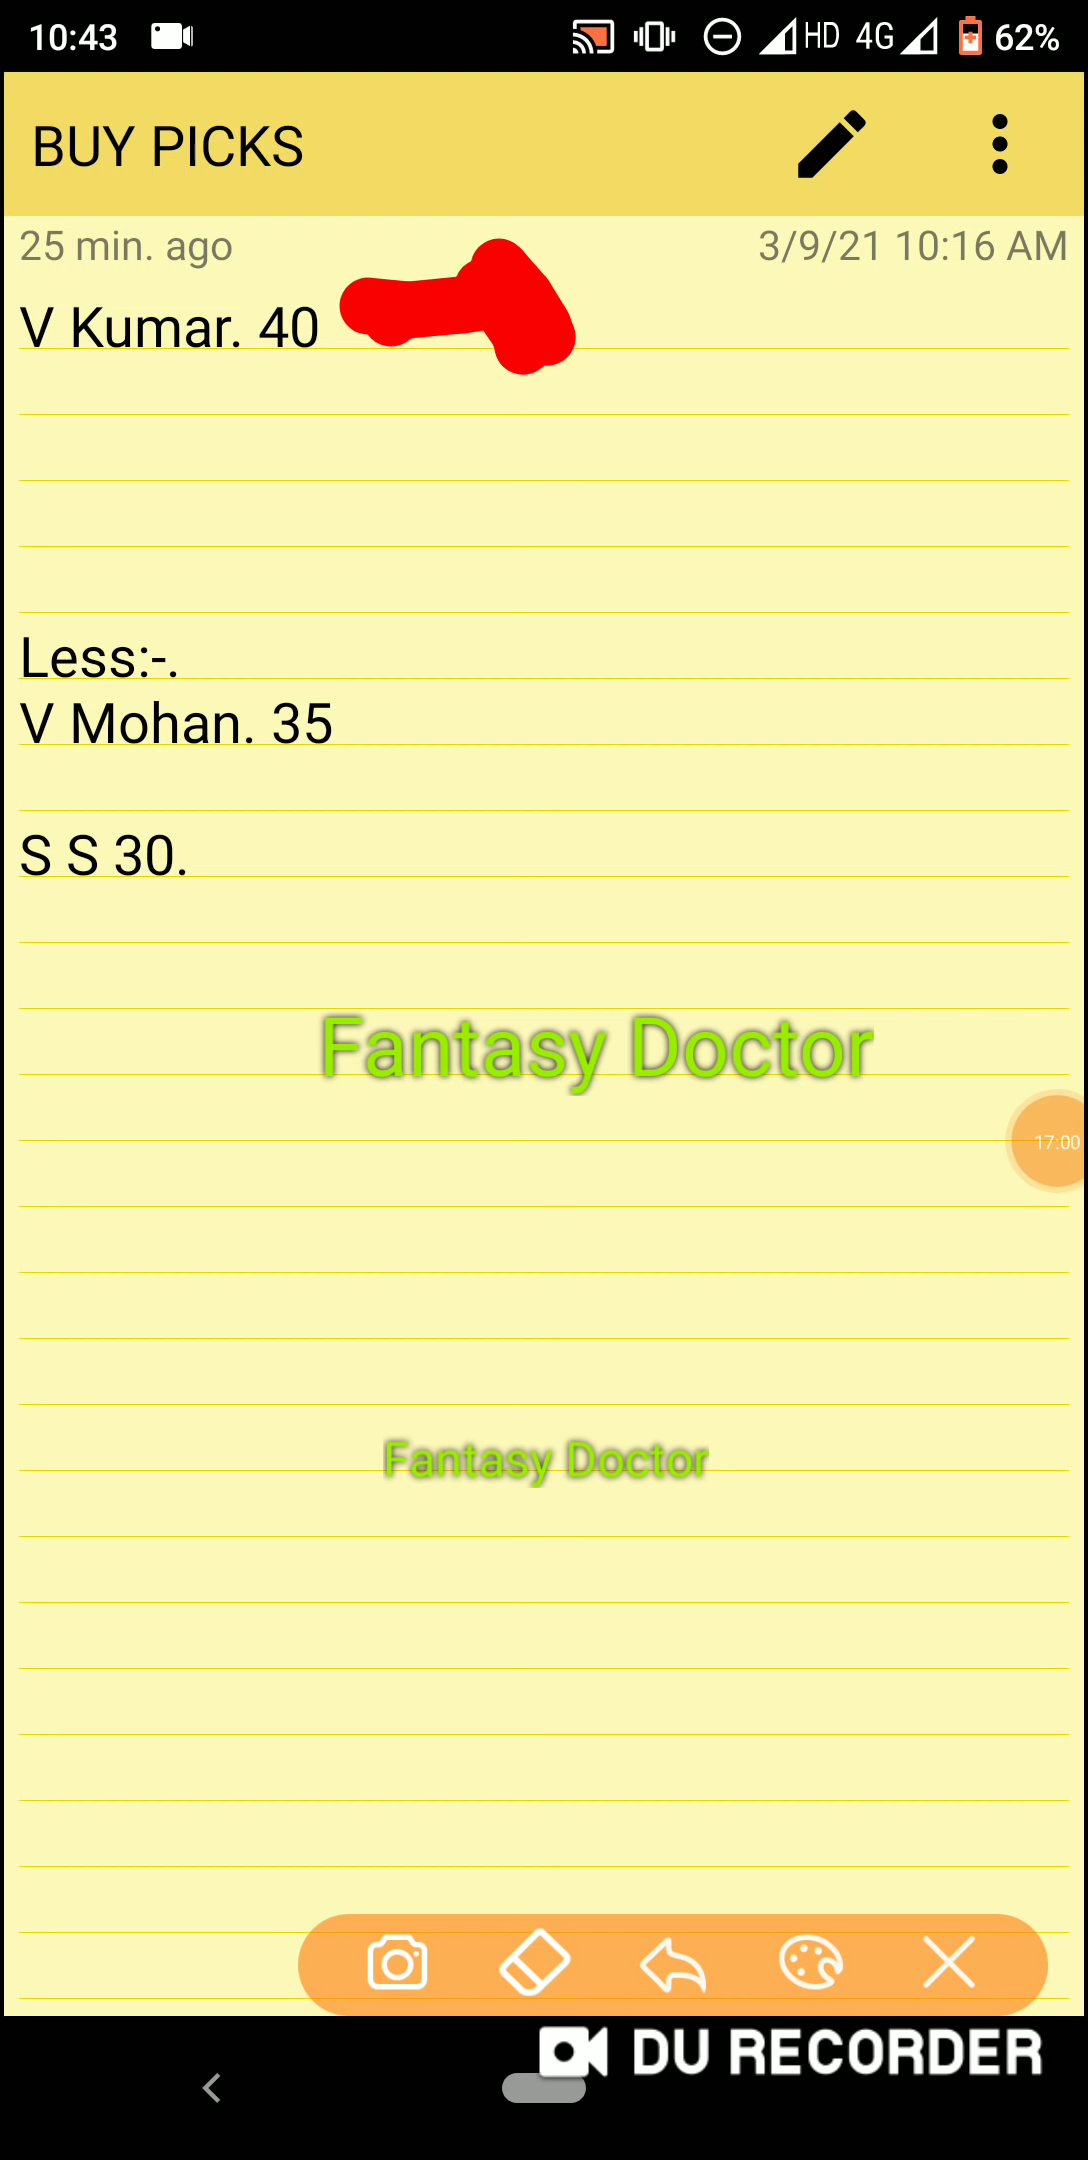 10:43 HD 4G 62%
BUY PICKS
25 min. ago 3/9/21 10:16 AM
V Kumar. 40
Less:-.
V Mohan. 35
S S 30.
Fantasy Doctor
17:00
Fantasy Doctor
DU RECORDER